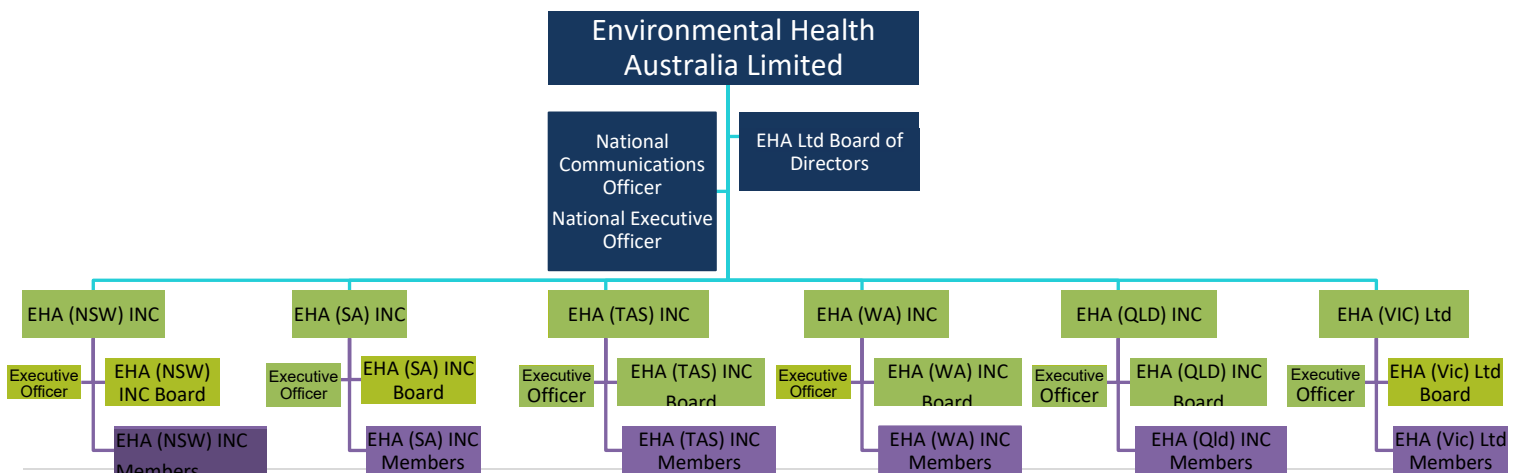 Environmental Health
Australia Limited
National
Communications
Officer
National Executive
Officer
EHA Ltd Board of
Directors
EHA (NSW) INC
EHA (SA) INC
EHA (TAS) INC
EHA (WA) INC
EHA (QLD) INC
EHA (VIC) Ltd
Executive
Officer
EHA (NSW)
INC Board
Executive
Officer
EHA (SA) INC
Board
Executive
Officer
EHA (TAS) INC
Board
Executive
Officer
EHA (WA) INC
Board
Executive
Officer
EHA (QLD) INC
Board
Executive
Officer
EHA (Vic) Ltd
Board
EHA (NSW) INC
Members
EHA (SA) INC
Members
EHA (TAS) INC
Members
EHA (WA) INC
Members
EHA (Qld) INC
Members
EHA (Vic) Ltd
Members